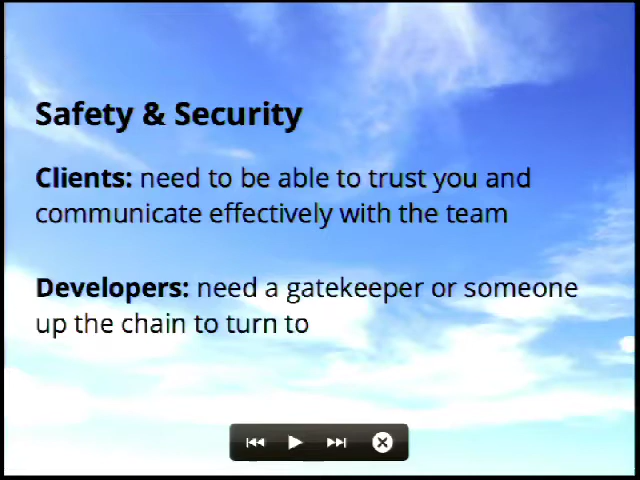 Safety & Security
Clients: need to be able to trust you and
communicate effectively with the team
Developers: need a gatekeeper or someone
up the chain to turn to